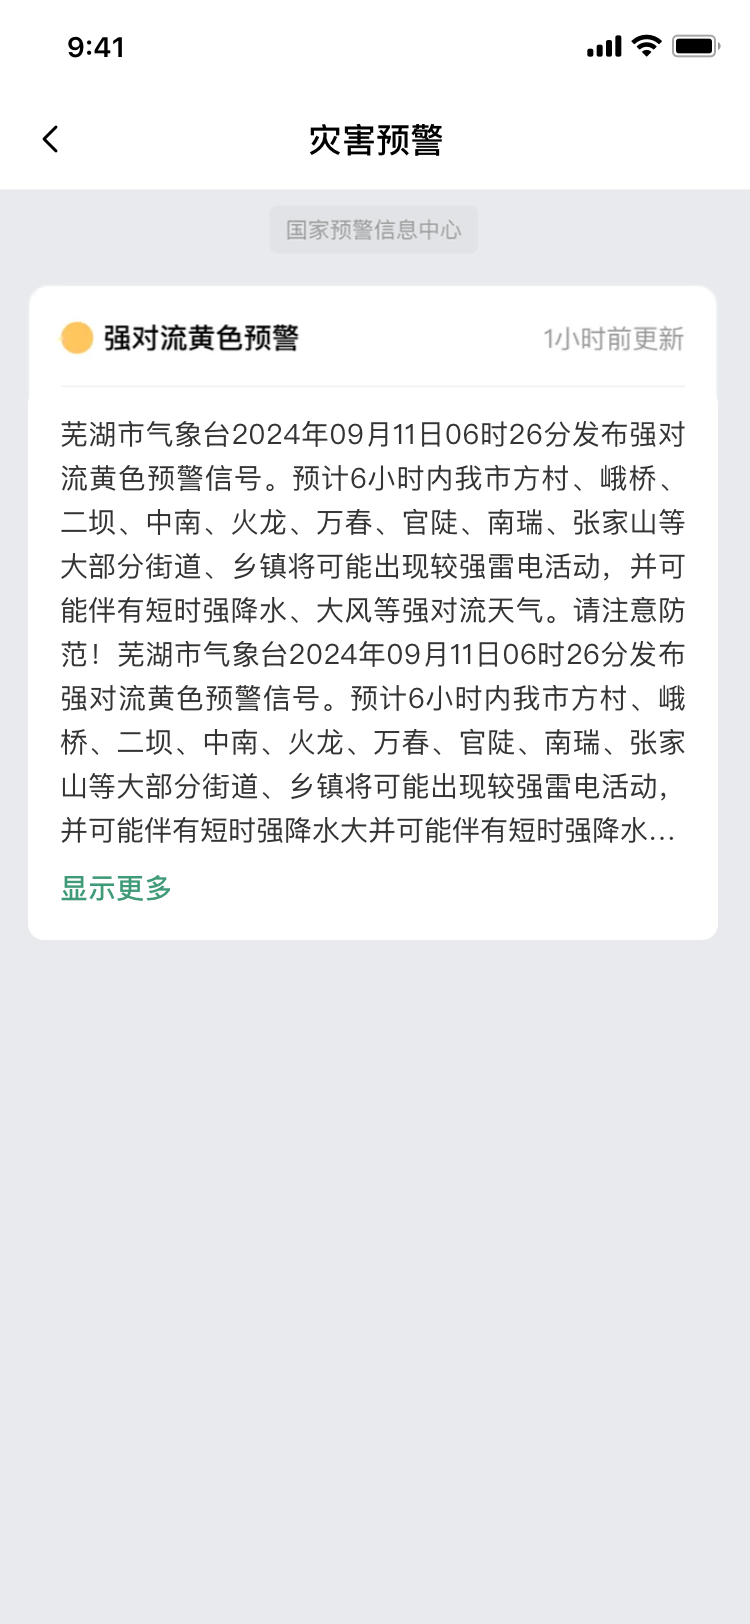 9:41
灾害预警
国家预警信息中心
强对流黄色预警
1小时前更新
芜湖市气象台2024年09月11日06时26分发布强对
流黄色预警信号。预计6小时内我市方村、峨桥、
二坝、中南、火龙、万春、官陡、南瑞、张家山等
大部分街道、乡镇将可能出现较强雷电活动，并可
能伴有短时强降水、大风等强对流天气。请注意防
范！芜湖市气象台2024年09月11日06时26分发布
强对流黄色预警信号。预计6小时内我市方村、峨
桥、二坝、中南、火龙、万春、官陡、南瑞、张家
山等大部分街道、乡镇将可能出现较强雷电活动，
并可能伴有短时强降水大并可能伴有短时强降水...
显示更多